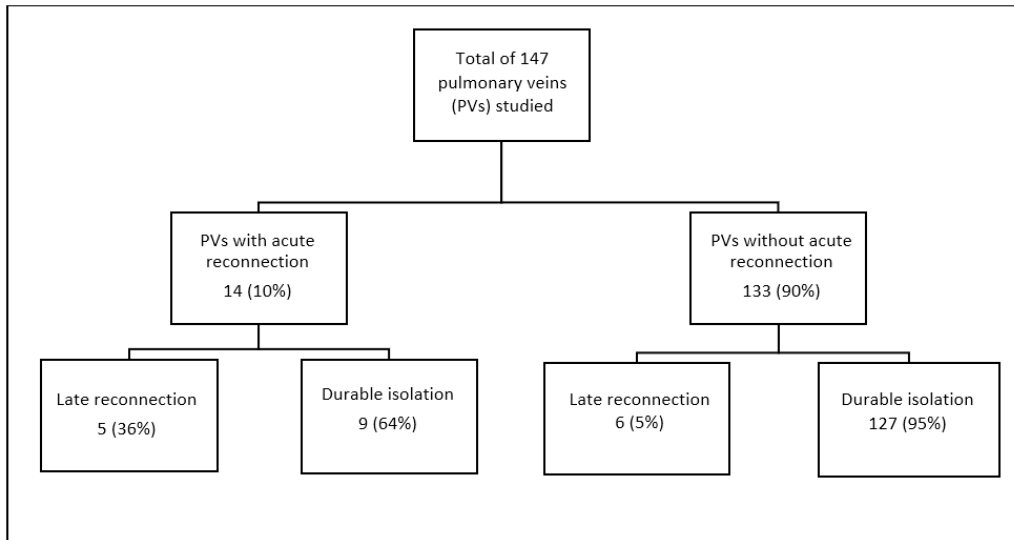 Total of 147
pulmonary veins
(PVs) studied
PVs with acute
reconnection
14 (10%)
PVs without acute
reconnection
133 (90%)
Late reconnection
5 (36%)
Durable isolation
9 (64%)
Late reconnection
6 (5%)
Durable isolation
127 (95%)